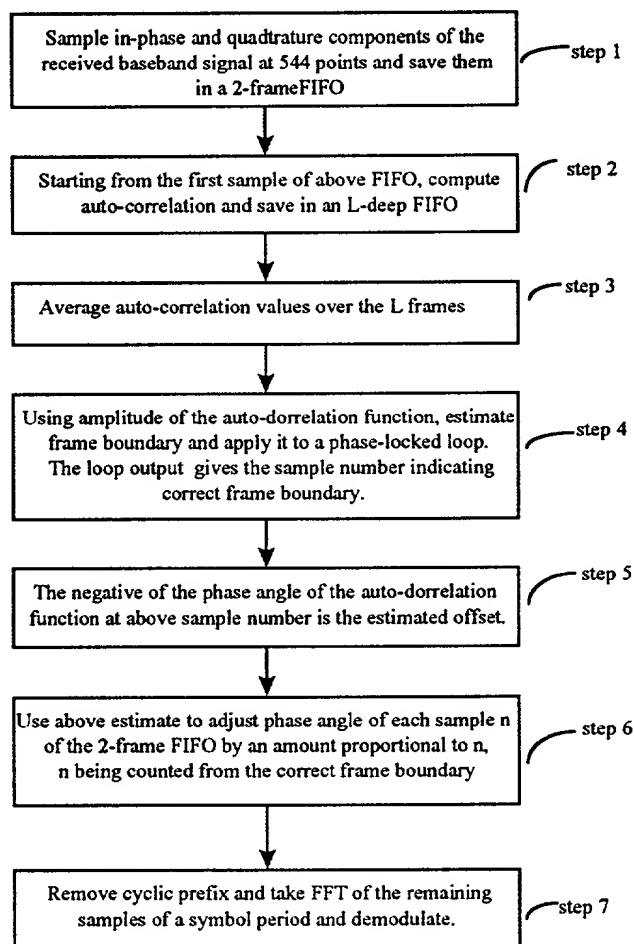 Sample in-phase and quadtrature components of the
received baseband signal at 544 points and save them
in a 2-frameFIFO
step 1
Starting from the first sample of above FIFO, compute
auto-correlation and save in an L-deep FIFO
step 2
Average auto-correlation values over the L frames
step 3
Using amplitude of the auto-dorrelation function, estimate
frame boundary and apply it to a phase-locked loop.
The loop output gives the sample number indicating
correct frame boundary.
step 4
The negative of the phase angle of the auto-dorrelation
function at above sample number is the estimated offset.
step 5
Use above estimate to adjust phase angle of each sample n
of the 2-frame FIFO by an amount proportional to n,
n being counted from the correct frame boundary
step 6
Remove cyclic prefix and take FFT of the remaining
samples of a symbol period and demodulate.
step 7